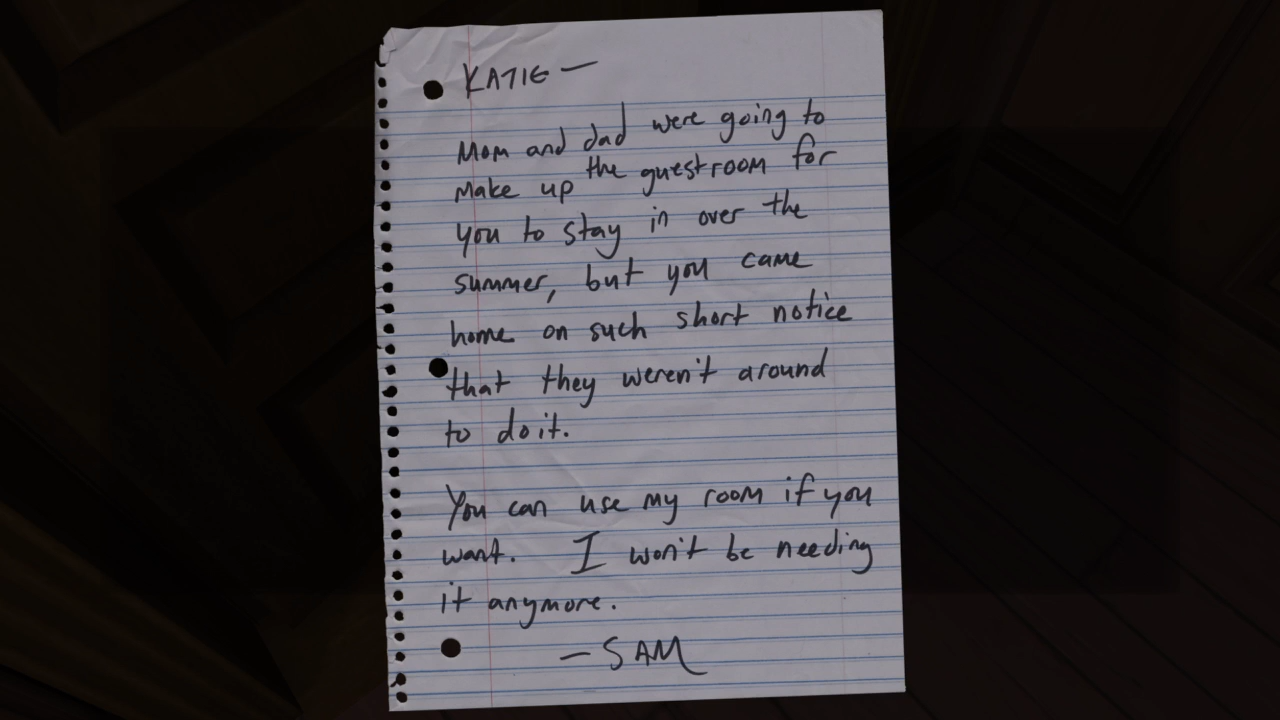 KATIE —
Mom and dad were going to
make up the guestroom for
you to stay in over the
summer, but you came
home on such short notice
that they weren't around
to do it.
You can use my room if you
want. I won't be needing
it anymore.
— SAM